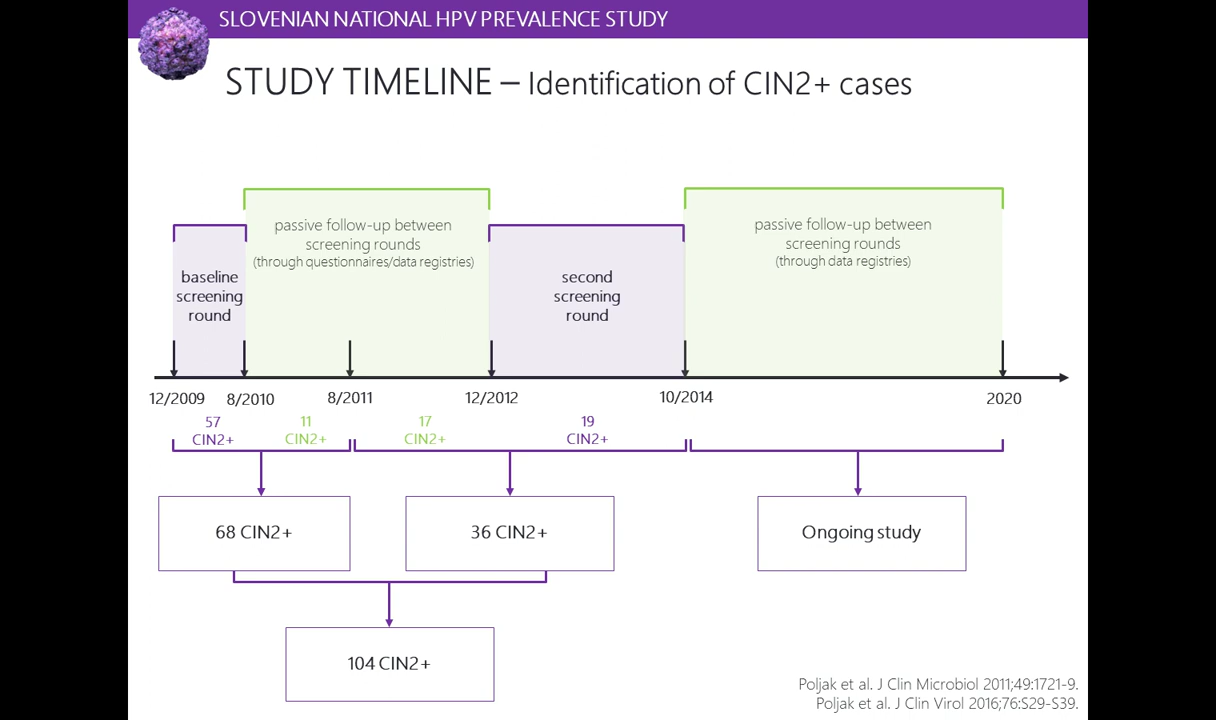 SLOVENIAN NATIONAL HPV PREVALENCE STUDY
STUDY TIMELINE – Identification of CIN2+ cases
passive follow-up between
screening rounds
(through questionnaires/data registries)
passive follow-up between
screening rounds
(through data registries)
baseline
screening
round
second
screening
round
12/2009
8/2010
8/2011
12/2012
10/2014
2020
57
CIN2+
11
CIN2+
17
CIN2+
19
CIN2+
68 CIN2+
36 CIN2+
Ongoing study
104 CIN2+
Poljak et al. J Clin Microbiol 2011;49:1721-9.
Poljak et al. J Clin Virol 2016;76:S29-S39.